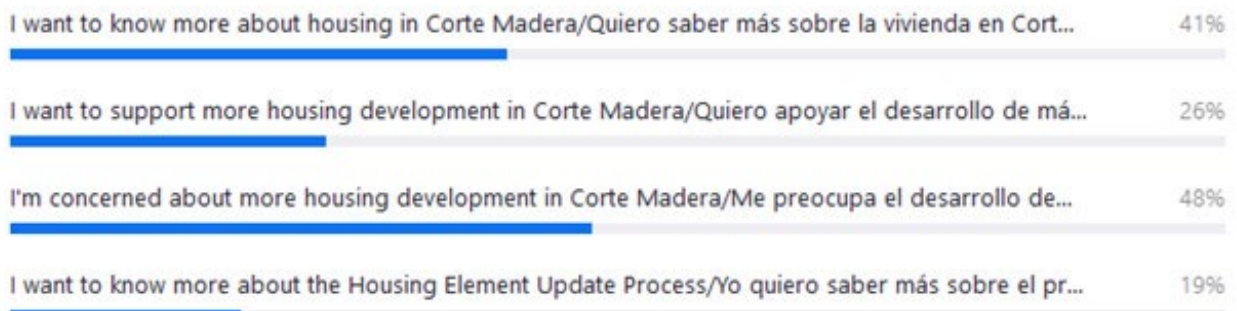 I want to know more about housing in Corte Madera/Quiero saber más sobre la vivienda en Cort... 41%
I want to support more housing development in Corte Madera/Quiero apoyar el desarrollo de má... 26%
I'm concerned about more housing development in Corte Madera/Me preocupa el desarrollo de... 48%
I want to know more about the Housing Element Update Process/Yo quiero saber más sobre el pr... 19%